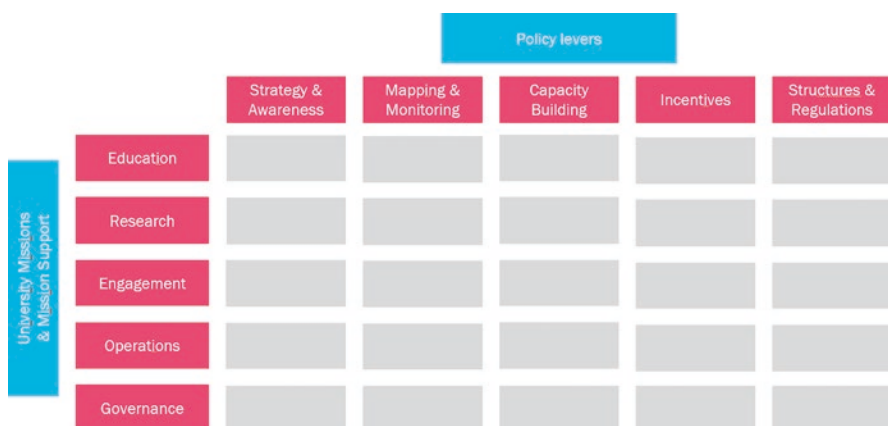 Policy levers
Strategy &
Awareness
Mapping &
Monitoring
Capacity
Building
Incentives
Structures &
Regulations
Education
Research
Engagement
Operations
Governance
University Missions
& Mission Support